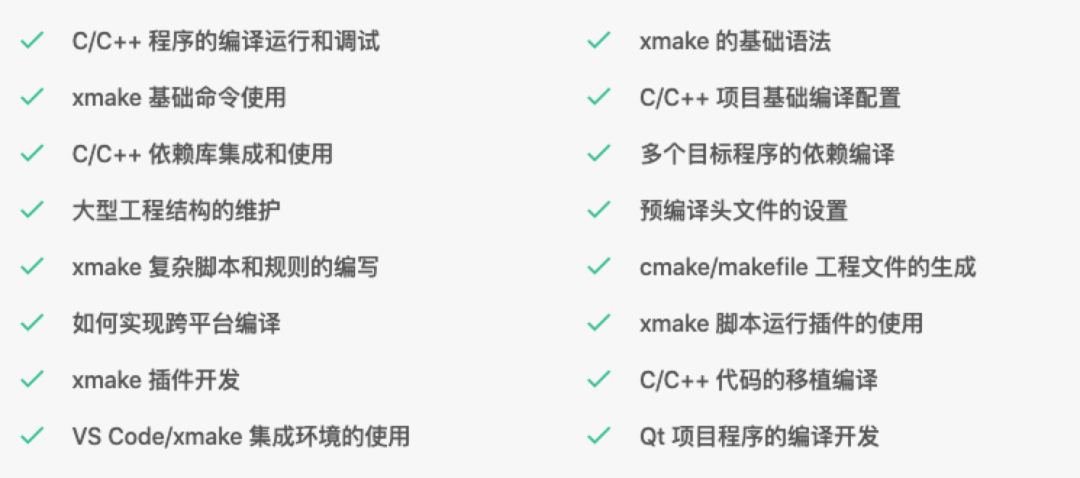 C/C++ 程序的编译运行和调试
xmake 的基础语法
xmake 基础命令使用
C/C++ 项目基础编译配置
C/C++ 依赖库集成和使用
多个目标程序的依赖编译
大型工程结构的维护
预编译头文件的设置
xmake 复杂脚本和规则的编写
cmake/makefile 工程文件的生成
如何实现跨平台编译
xmake 脚本运行插件的使用
xmake 插件开发
C/C++ 代码的移植编译
VS Code/xmake 集成环境的使用
Qt 项目程序的编译开发